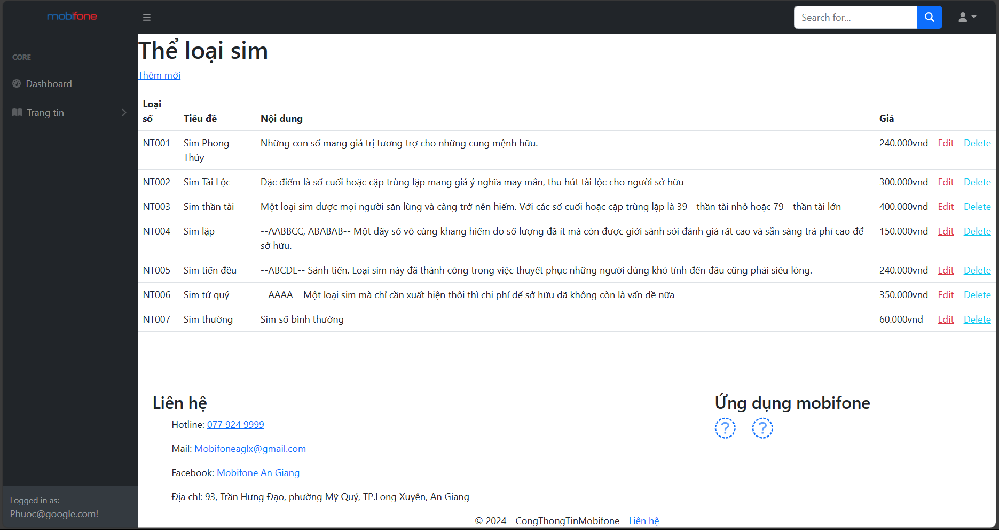 mobifone
Search for...
CORE
Dashboard
Trang tin
Thể loại sim
Thêm mới
Loại số Tiêu đề Nội dung Giá
NT001 Sim Phong Thủy Những con số mang giá trị tương trợ cho những cung mệnh hữu. 240.000vnd Edit Delete
NT002 Sim Tài Lộc Đặc điểm là số cuối hoặc cặp trùng lặp mang giá ý nghĩa may mắn, thu hút tài lộc cho người sở hữu 300.000vnd Edit Delete
NT003 Sim thần tài Một loại sim được mọi người săn lùng và càng trở nên hiếm. Với các số cuối hoặc cặp trùng lặp là 39 - thần tài nhỏ hoặc 79 - thần tài lớn 400.000vnd Edit Delete
NT004 Sim lặp --AABBCC, ABABAB-- Một dãy số vô cùng khang hiếm do số lượng đã ít mà còn được giới sành sỏi đánh giá rất cao và sẵn sàng trả phí cao để sở hữu. 150.000vnd Edit Delete
NT005 Sim tiến đều --ABCDE-- Sảnh tiến. Loại sim này đã thành công trong việc thuyết phục những người dùng khó tính đến đâu cũng phải siêu lòng. 240.000vnd Edit Delete
NT006 Sim tứ quý --AAAA-- Một loại sim mà chỉ cần xuất hiện thôi thì chi phí để sở hữu đã không còn là vấn đề nữa 350.000vnd Edit Delete
NT007 Sim thường Sim số bình thường 60.000vnd Edit Delete
Liên hệ
Hotline: 077 924 9999
Mail: Mobifoneaglx@gmail.com
Facebook: Mobifone An Giang
Địa chỉ: 93, Trần Hưng Đạo, phường Mỹ Quý, TP.Long Xuyên, An Giang
Ứng dụng mobifone
© 2024 - CongThongTinMobifone - Liên hệ
Logged in as:
Phuoc@google.com!